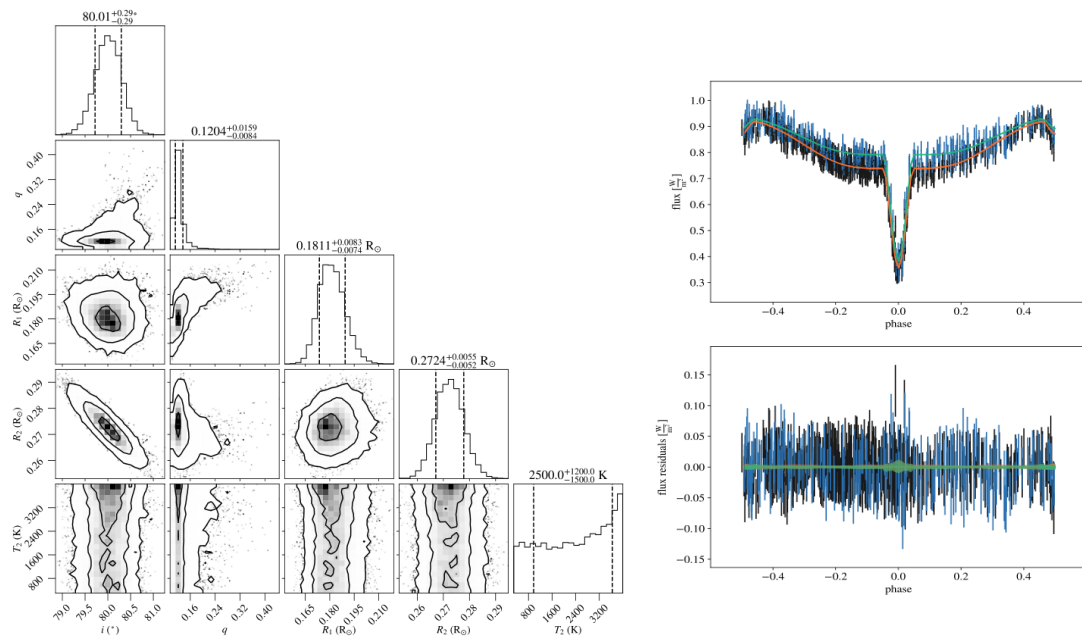 80.01 +0.29 −0.29 °
0.1204 +0.0159 −0.0084
0.1811 +0.0083 −0.0074 R☉
0.2724 +0.0055 −0.0052 R☉
2500.0 +1200.0 −1500.0 K
q
0.40
0.32
0.24
0.16
R₁ (R☉)
0.210
0.195
0.180
0.165
R₂ (R☉)
0.29
0.28
0.27
0.26
T₂ (K)
3200
2400
1600
800
79.0 79.5 80.0 80.5 81.0
i (°)
0.16 0.24 0.32 0.40
q
0.165 0.180 0.195 0.210
R₁ (R☉)
0.26 0.27 0.28 0.29
R₂ (R☉)
800 1600 2400 3200
T₂ (K)
flux [W/m²]
1.0
0.9
0.8
0.7
0.6
0.5
0.4
0.3
−0.4 −0.2 0.0 0.2 0.4
phase
flux residuals [W/m²]
0.15
0.10
0.05
0.00
−0.05
−0.10
−0.15
−0.4 −0.2 0.0 0.2 0.4
phase